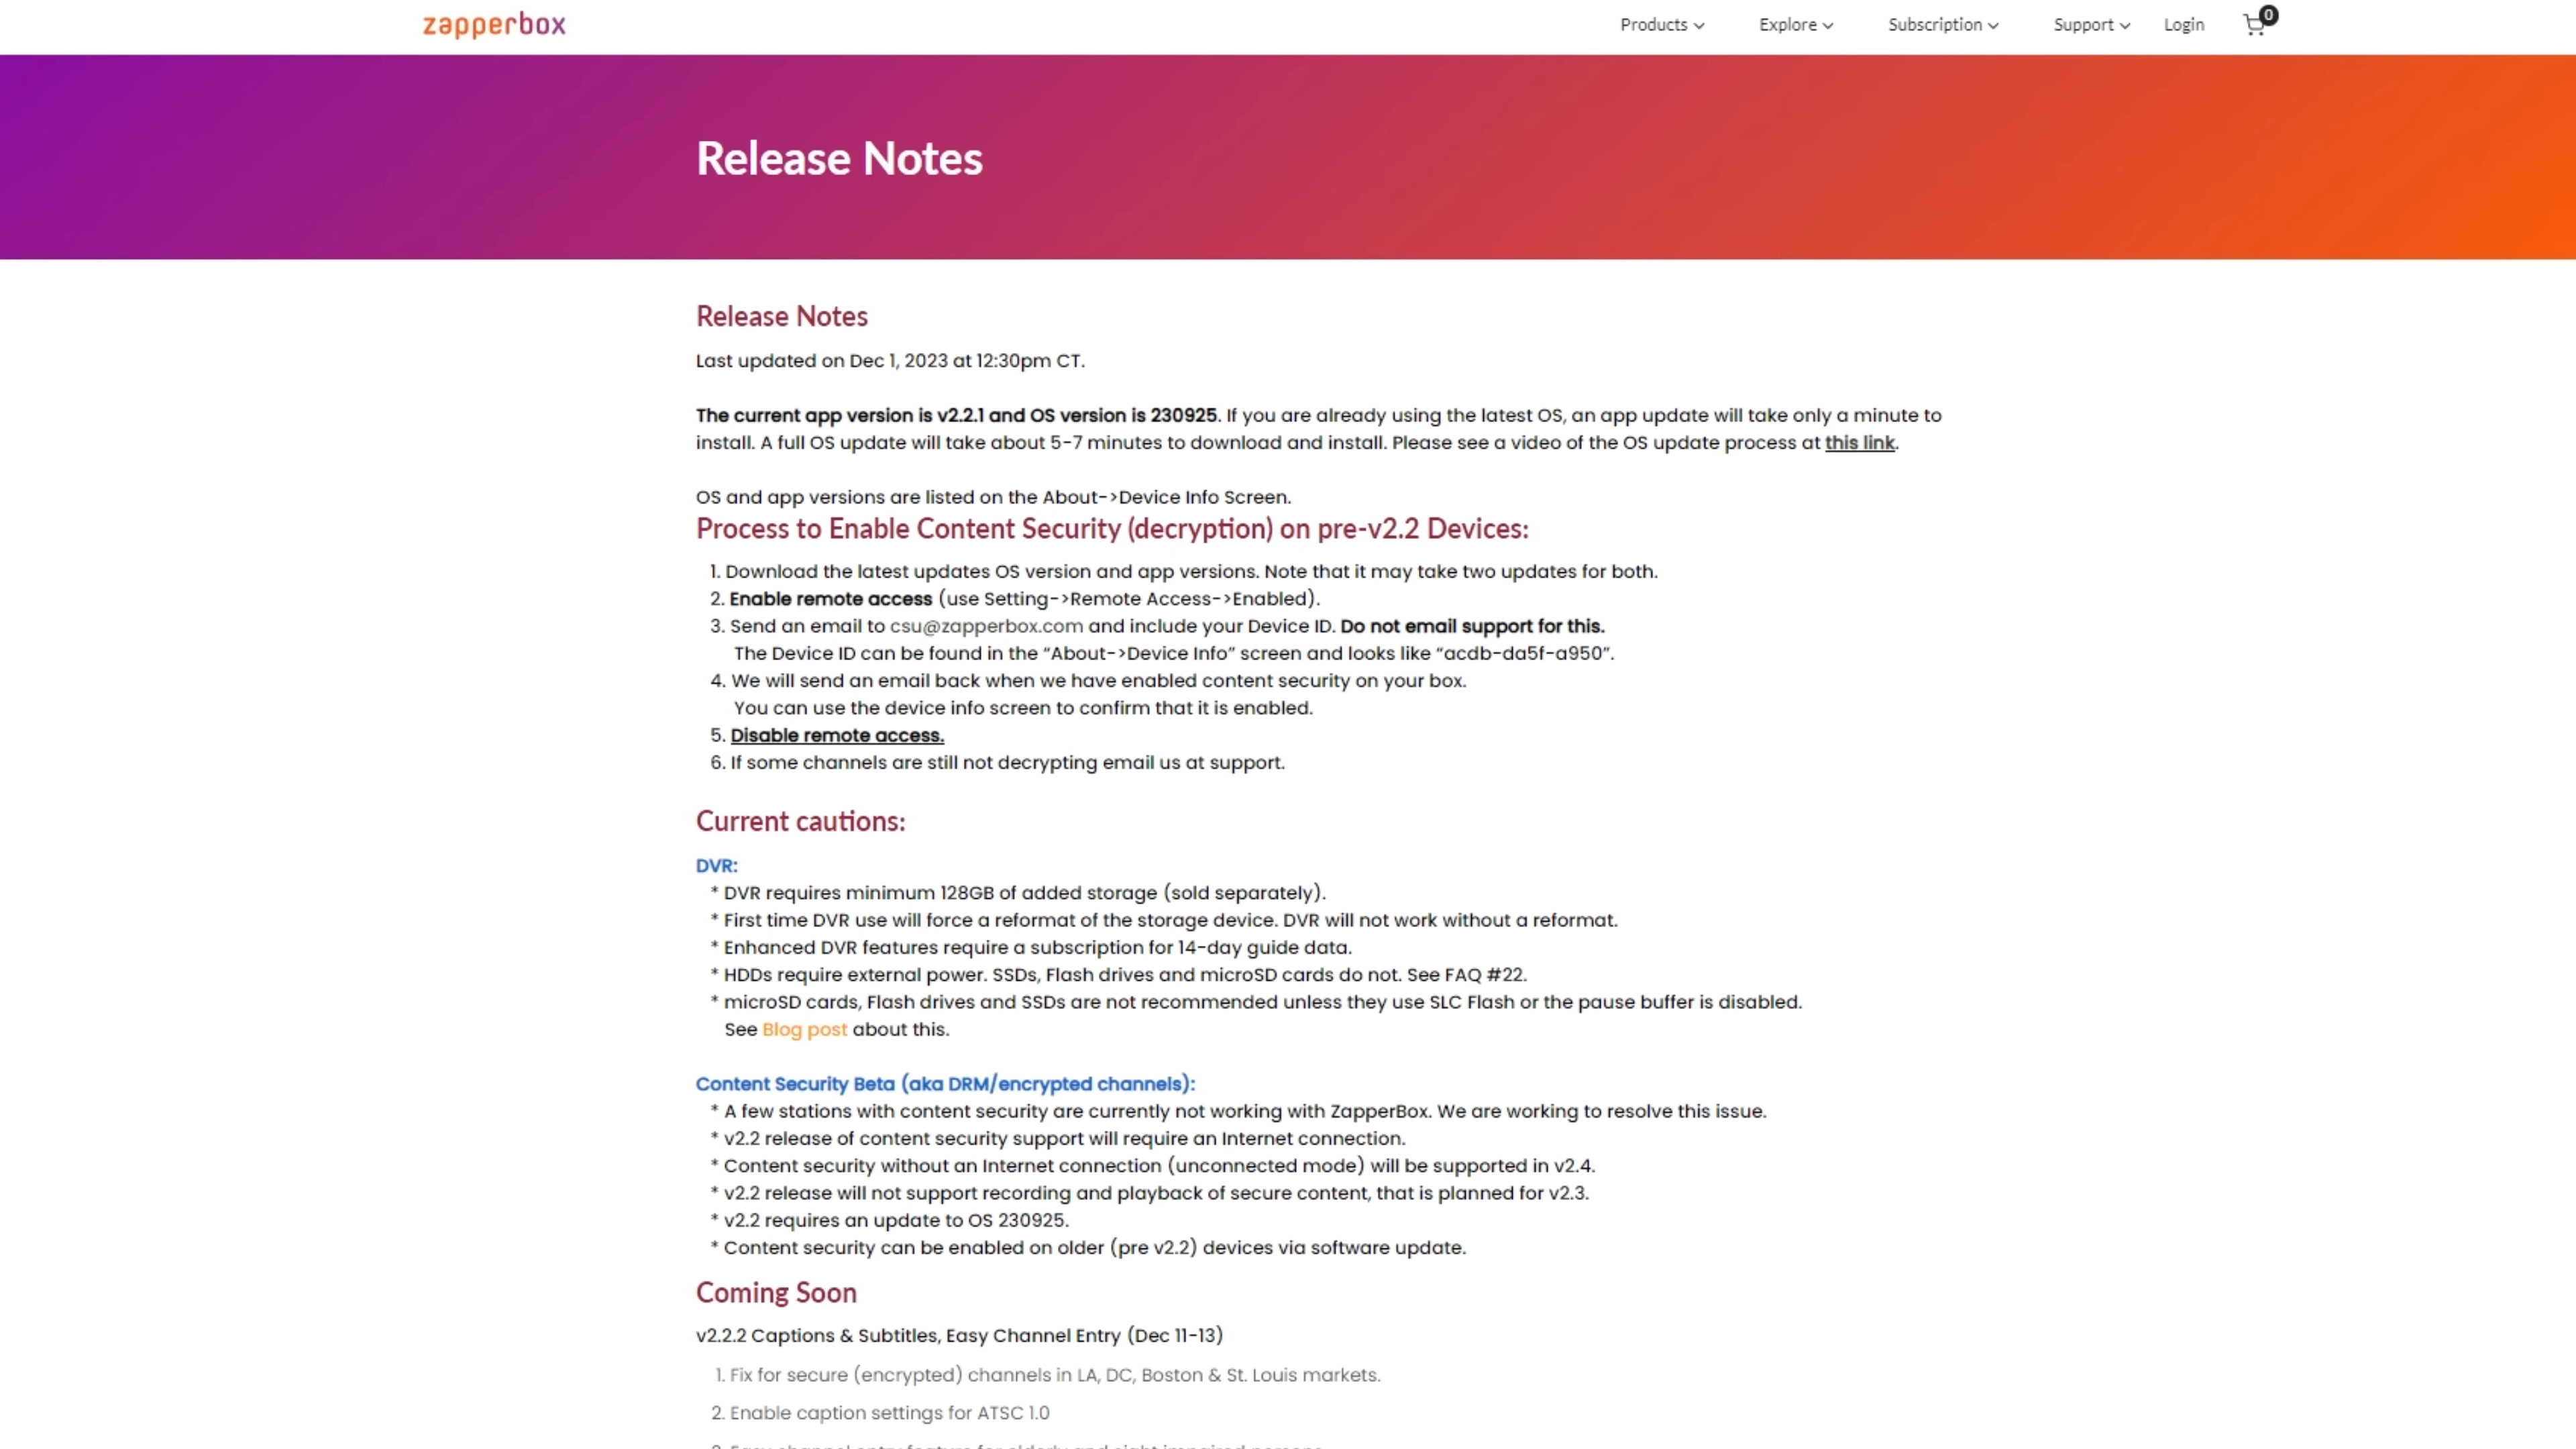 zapperbox
Products
Explore
Subscription
Support
Login
0
Release Notes
Release Notes
Last updated on Dec 1, 2023 at 12:30pm CT.
The current app version is v2.2.1 and OS version is 230925. If you are already using the latest OS, an app update will take only a minute to
install. A full OS update will take about 5-7 minutes to download and install. Please see a video of the OS update process at this link.
OS and app versions are listed on the About->Device Info Screen.
Process to Enable Content Security (decryption) on pre-v2.2 Devices:
1. Download the latest updates OS version and app versions. Note that it may take two updates for both.
2. Enable remote access (use Setting->Remote Access->Enabled).
3. Send an email to csu@zapperbox.com and include your Device ID. Do not email support for this.
The Device ID can be found in the “About->Device Info” screen and looks like “acdb-da5f-a950”.
4. We will send an email back when we have enabled content security on your box.
You can use the device info screen to confirm that it is enabled.
5. Disable remote access.
6. If some channels are still not decrypting email us at support.
Current cautions:
DVR:
* DVR requires minimum 128GB of added storage (sold separately).
* First time DVR use will force a reformat of the storage device. DVR will not work without a reformat.
* Enhanced DVR features require a subscription for 14-day guide data.
* HDDs require external power. SSDs, Flash drives and microSD cards do not. See FAQ #22.
* microSD cards, Flash drives and SSDs are not recommended unless they use SLC Flash or the pause buffer is disabled.
See Blog post about this.
Content Security Beta (aka DRM/encrypted channels):
* A few stations with content security are currently not working with ZapperBox. We are working to resolve this issue.
* v2.2 release of content security support will require an Internet connection.
* Content security without an Internet connection (unconnected mode) will be supported in v2.4.
* v2.2 release will not support recording and playback of secure content, that is planned for v2.3.
* v2.2 requires an update to OS 230925.
* Content security can be enabled on older (pre v2.2) devices via software update.
Coming Soon
v2.2.2 Captions & Subtitles, Easy Channel Entry (Dec 11-13)
1. Fix for secure (encrypted) channels in LA, DC, Boston & St. Louis markets.
2. Enable caption settings for ATSC 1.0